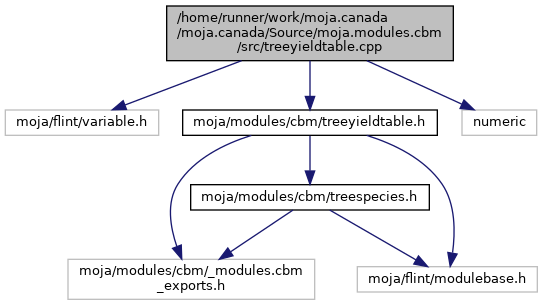 /home/runner/work/moja.canada
/moja.canada/Source/moja.modules.cbm
/src/treeyieldtable.cpp
moja/flint/variable.h
moja/modules/cbm/treeyieldtable.h
numeric
moja/modules/cbm/treespecies.h
moja/modules/cbm/_modules.cbm
_exports.h
moja/flint/modulebase.h